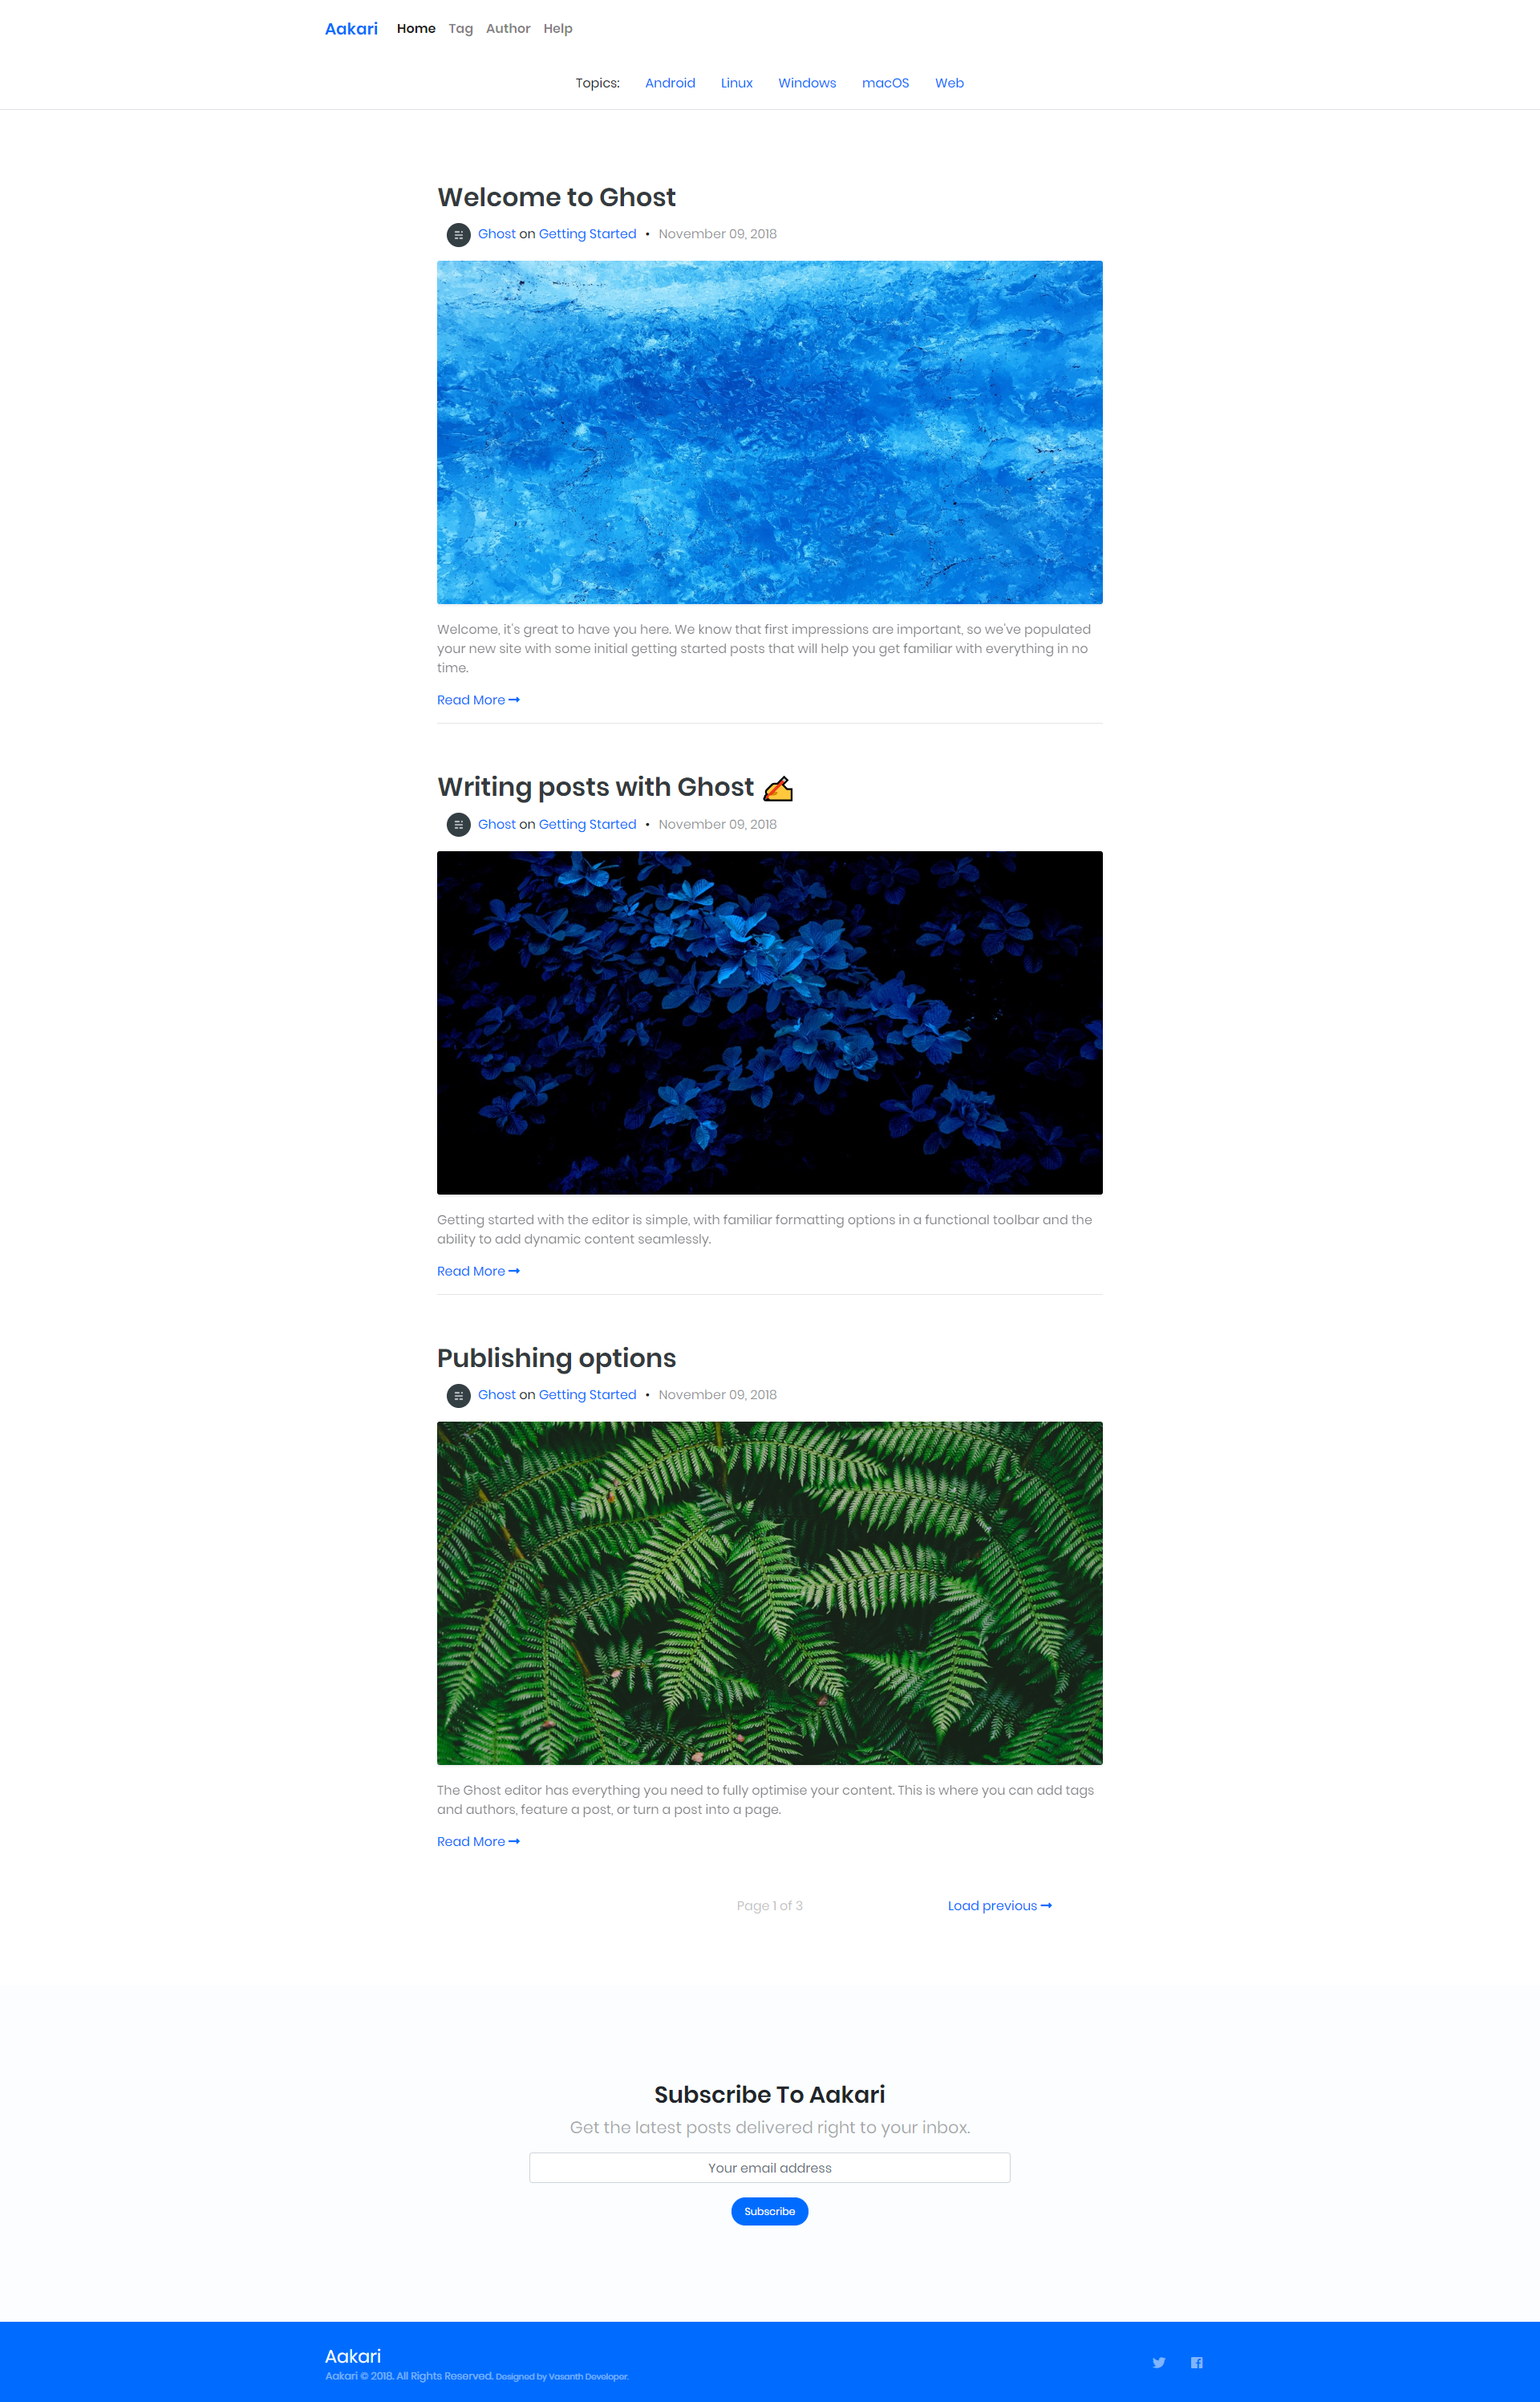 Aakari Home Tag Author Help
Topics: Android Linux Windows macOS Web
Welcome to Ghost
Ghost on Getting Started • November 09, 2018
Welcome, it's great to have you here. We know that first impressions are important, so we've populated
your new site with some initial getting started posts that will help you get familiar with everything in no
time.
Read More →
Writing posts with Ghost ✍️
Ghost on Getting Started • November 09, 2018
Getting started with the editor is simple, with familiar formatting options in a functional toolbar and the
ability to add dynamic content seamlessly.
Read More →
Publishing options
Ghost on Getting Started • November 09, 2018
The Ghost editor has everything you need to fully optimise your content. This is where you can add tags
and authors, feature a post, or turn a post into a page.
Read More →
Page 1 of 3 Load previous →
Subscribe To Aakari
Get the latest posts delivered right to your inbox.
Your email address
Subscribe
Aakari
Aakari © 2018. All Rights Reserved. Designed by Vasanth Developer.